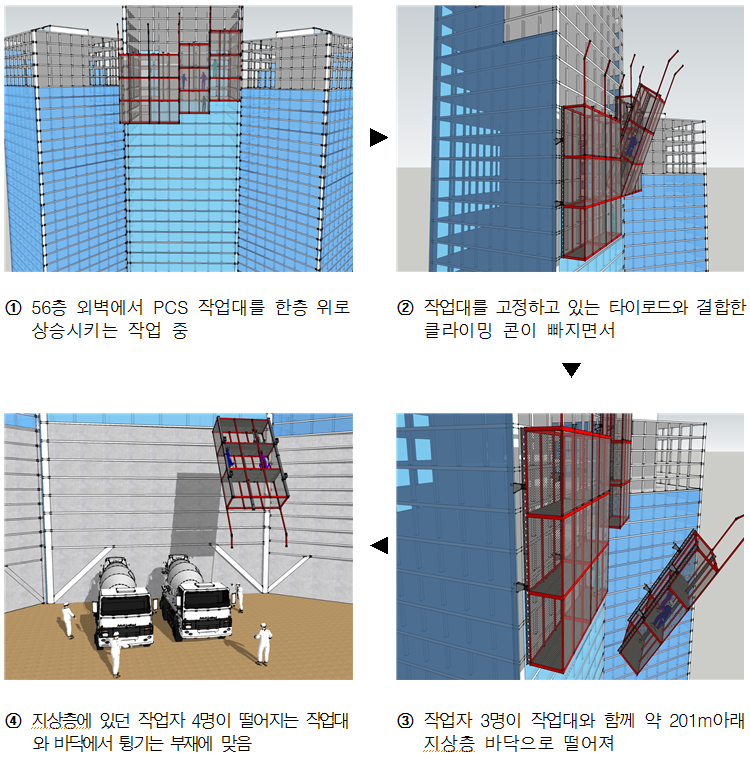 ① 56층 외벽에서 PCS 작업대를 한층 위로
상승시키는 작업 중
② 작업대를 고정하고 있는 타이로드와 결합한
클라이밍 콘이 빠지면서
③ 작업자 3명이 작업대와 함께 약 201m아래
지상층 바닥으로 떨어져
④ 지상층에 있던 작업자 4명이 떨어지는 작업대
와 바닥에서 튕기는 부재에 맞음